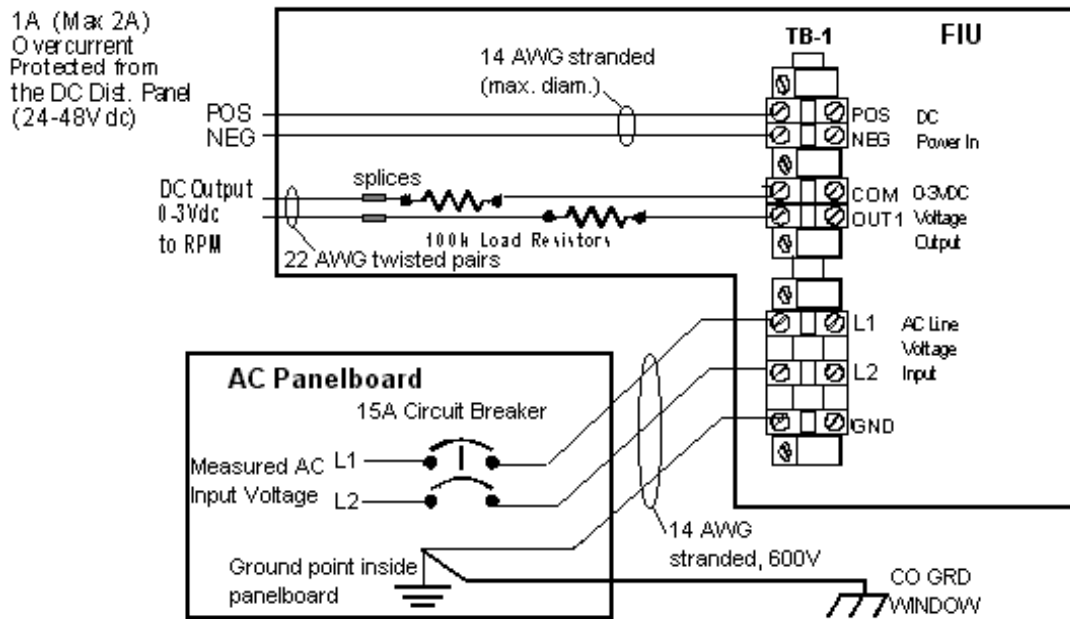 1A (Max 2A)
Overcurrent
Protected from
the DC Dist. Panel
(24-48Vdc)
POS
NEG
14 AWG stranded
(max. diam.)
TB-1
FIU
POS
NEG
DC
Power In
DC Output
0-3Vdc
to RPM
splices
100k Load Resistors
22 AWG twisted pairs
COM
OUT1
0-3VDC
Voltage
Output
L1
L2
GND
AC Line
Voltage
Input
AC Panelboard
15A Circuit Breaker
Measured AC
Input Voltage
L1
L2
Ground point inside
panelboard
14 AWG
stranded, 600V
CO GRD
WINDOW